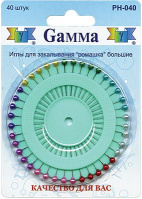 40 штук PH-040
Gamma
Иглы для закалывания "ромашка" большие
КАЧЕСТВО ДЛЯ ВАС